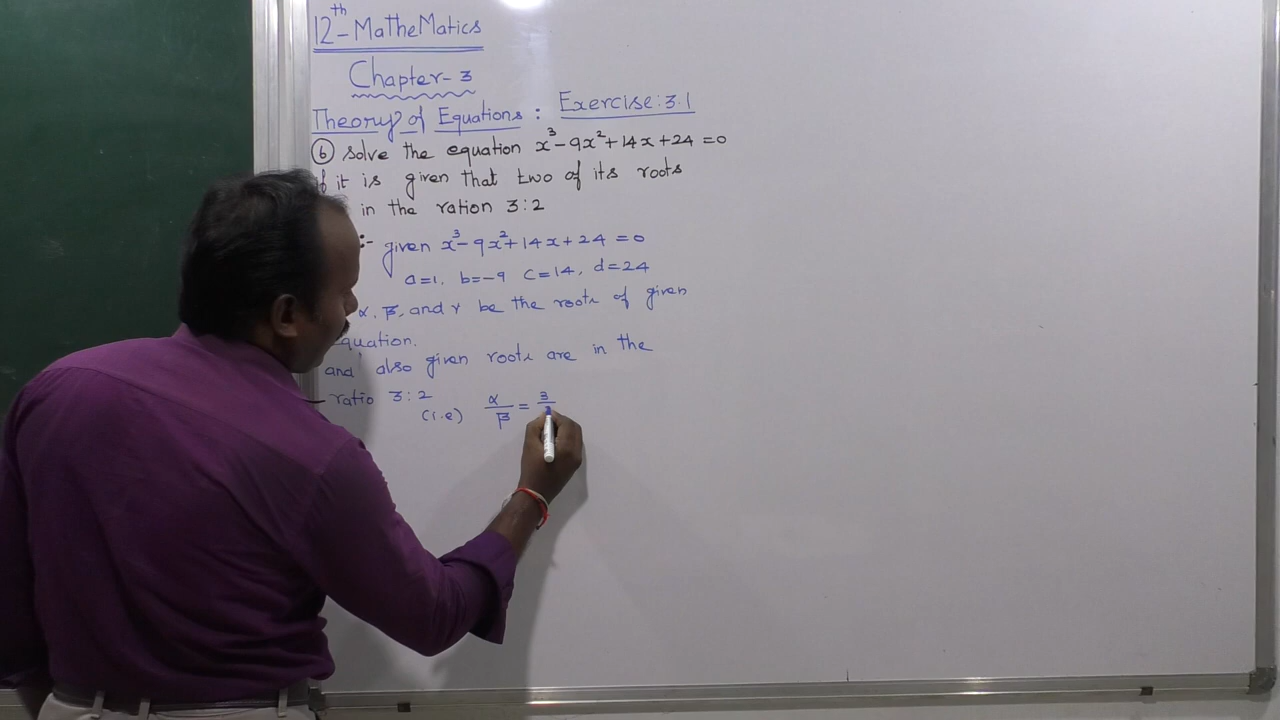 12th - MatheMatics
Chapter - 3
Theory of Equations : Exercise: 3.1
⑥ Solve the equation x³ - 9x² + 14x + 24 = 0
if it is given that two of its roots
in the ration 3:2
:- given x³ - 9x² + 14x + 24 = 0
a=1, b=-9 c=14, d=24
α, β, and γ be the roots of given
equation.
and also given roots are in the
ratio 3:2
(i.e) α/β = 3/